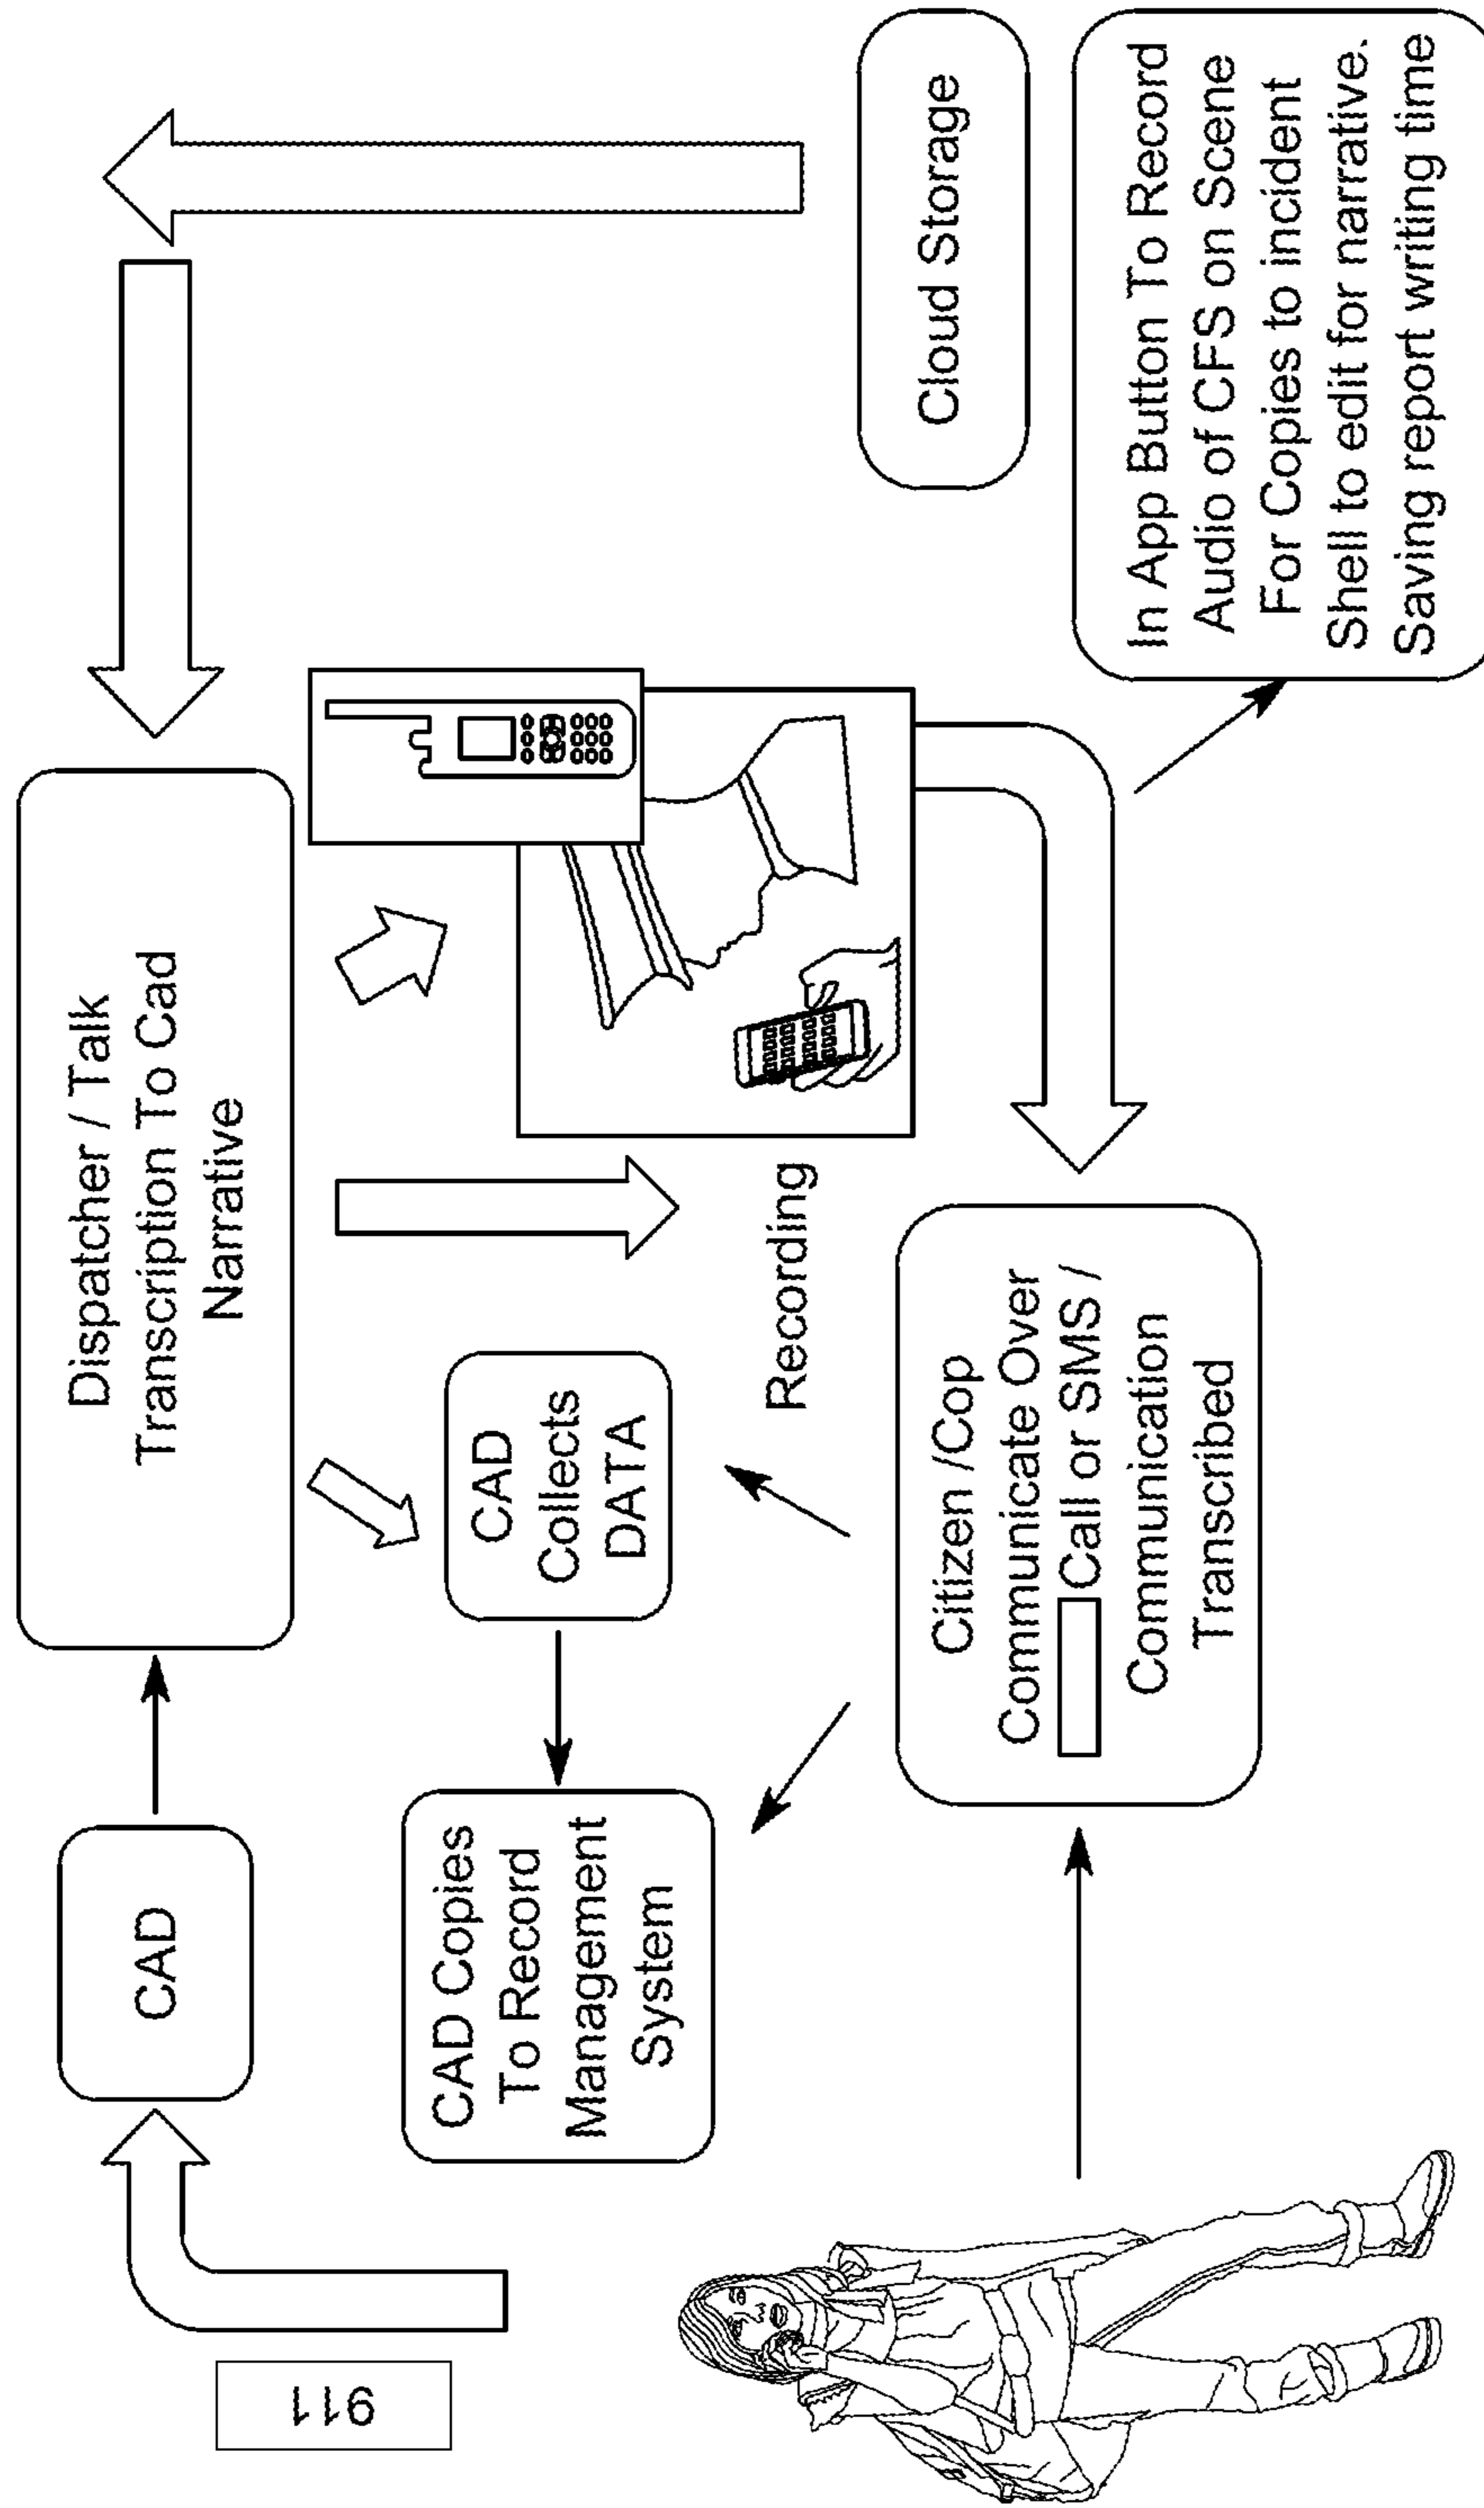 911
CAD
Dispatcher / Talk
Transcription To Cad
Narrative
CAD Copies
To Record
Management
System
CAD
Collects
DATA
Recording
Citizen /Cop
Communicate Over
Call or SMS /
Communication
Transcribed
Cloud Storage
In App Button To Record
Audio of CFS on Scene
For Copies to incident
Shell to edit for narrative.
Saving report writing time